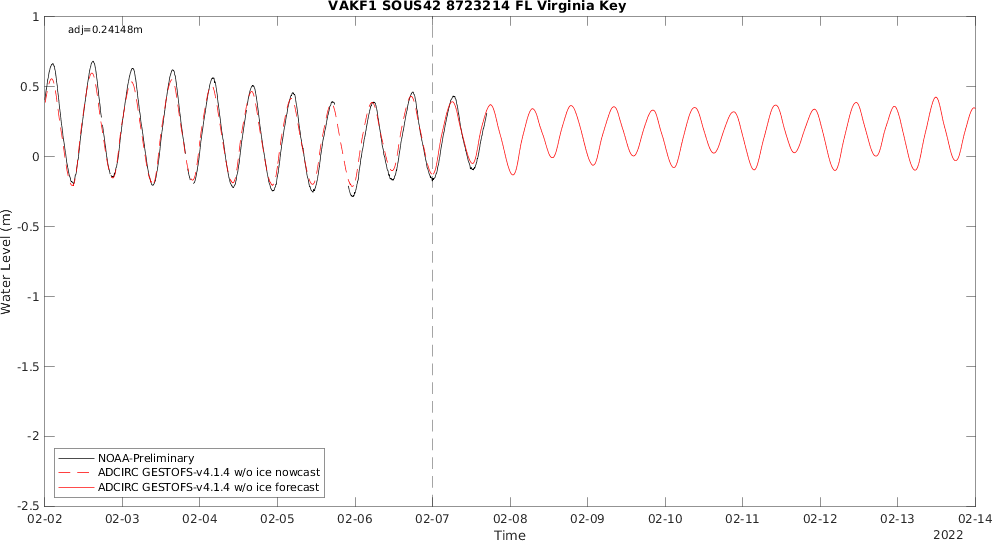 VAKF1 SOUS42 8723214 FL Virginia Key
adj=0.24148m
Water Level (m)
1
0.5
0
-0.5
-1
-1.5
-2
-2.5
NOAA-Preliminary
ADCIRC GESTOFS-v4.1.4 w/o ice nowcast
ADCIRC GESTOFS-v4.1.4 w/o ice forecast
02-02 02-03 02-04 02-05 02-06 02-07 02-08 02-09 02-10 02-11 02-12 02-13 02-14
Time
2022